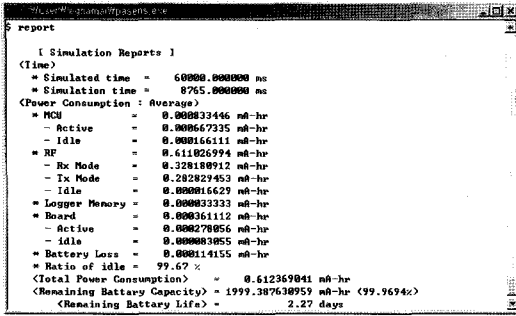 $ report
[ Simulation Reports ]
<Time>
* Simulated time = 60000.000000 ms
* Simulation time = 8765.000000 ms
<Power Consumption : Average>
* MCU = 0.000833446 mA-hr
- Active = 0.000667335 mA-hr
- Idle = 0.000166111 mA-hr
* RF = 0.611026994 mA-hr
- Rx Mode = 0.328180912 mA-hr
- Tx Mode = 0.282829453 mA-hr
- Idle = 0.000016629 mA-hr
* Logger Memory = 0.000033333 mA-hr
* Board = 0.000361112 mA-hr
- Active = 0.000278056 mA-hr
- idle = 0.000083055 mA-hr
* Battery Loss = 0.000114155 mA-hr
* Ratio of idle = 99.67 %
<Total Power Consumption> = 0.612369041 mA-hr
<Remaining Battary Capacity> = 1999.387630959 mA-hr (99.9694%)
<Remaining Battary Life> = 2.27 days